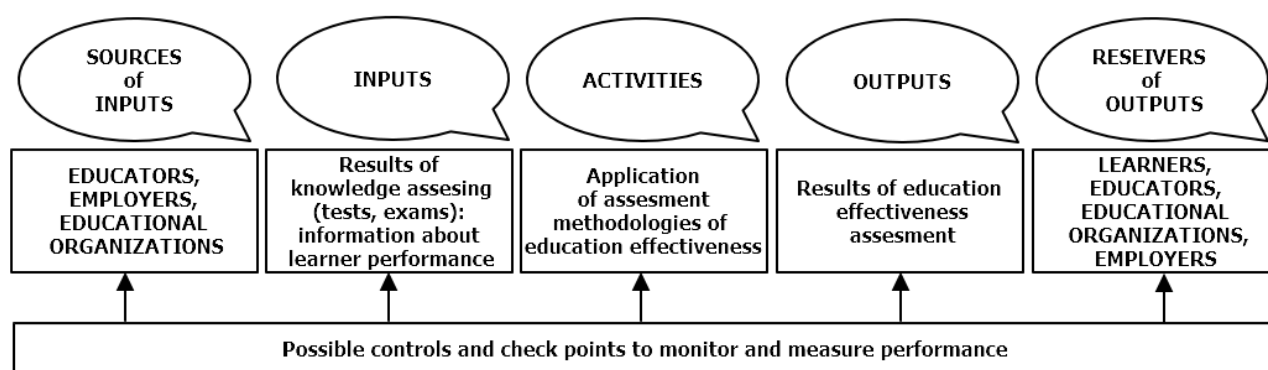 SOURCES
of
INPUTS
INPUTS
ACTIVITIES
OUTPUTS
RESEIVERS
of
OUTPUTS
EDUCATORS,
EMPLOYERS,
EDUCATIONAL
ORGANIZATIONS
Results of
knowledge assesing
(tests, exams):
information about
learner performance
Application
of assesment
methodologies of
education effectiveness
Results of education
effectiveness
assesment
LEARNERS,
EDUCATORS,
EDUCATIONAL
ORGANIZATIONS,
EMPLOYERS
Possible controls and check points to monitor and measure performance